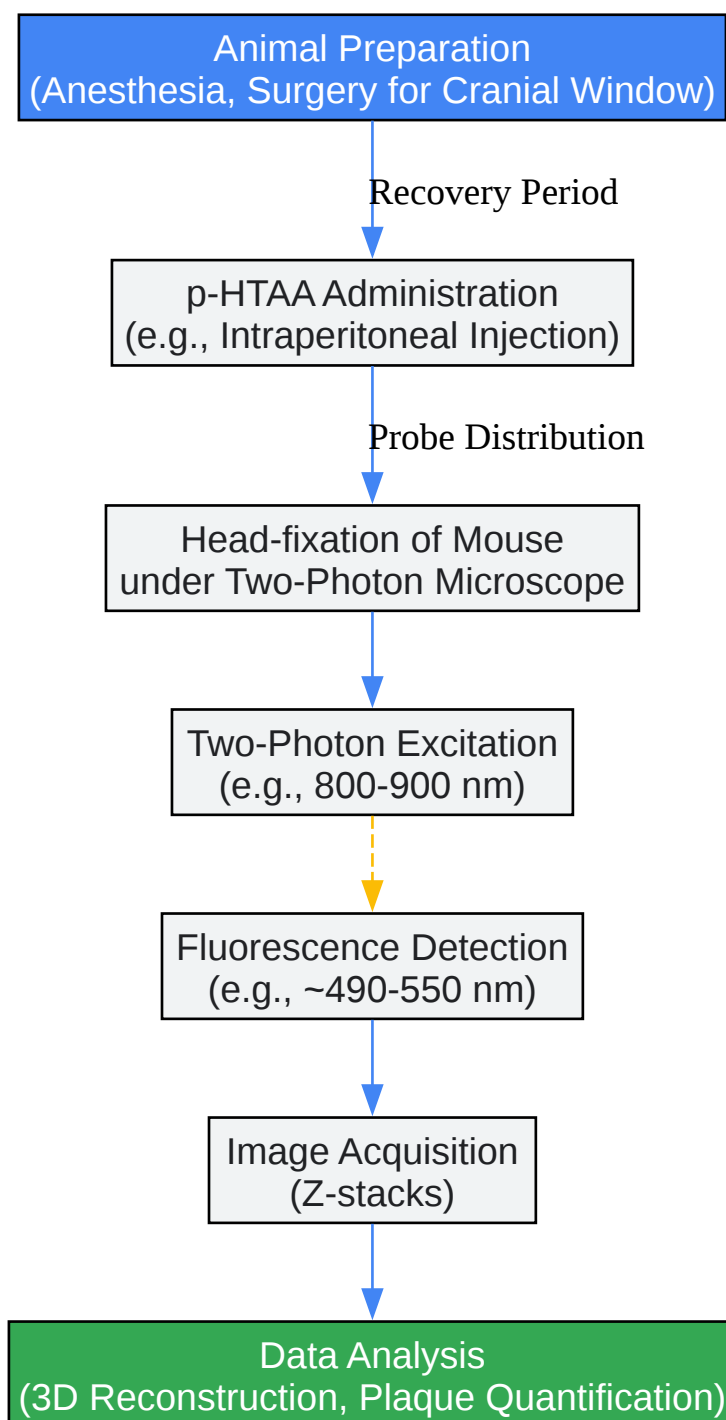 Animal Preparation
(Anesthesia, Surgery for Cranial Window)
Recovery Period
p-HTAA Administration
(e.g., Intraperitoneal Injection)
Probe Distribution
Head-fixation of Mouse
under Two-Photon Microscope
Two-Photon Excitation
(e.g., 800-900 nm)
Fluorescence Detection
(e.g., ~490-550 nm)
Image Acquisition
(Z-stacks)
Data Analysis
(3D Reconstruction, Plaque Quantification)